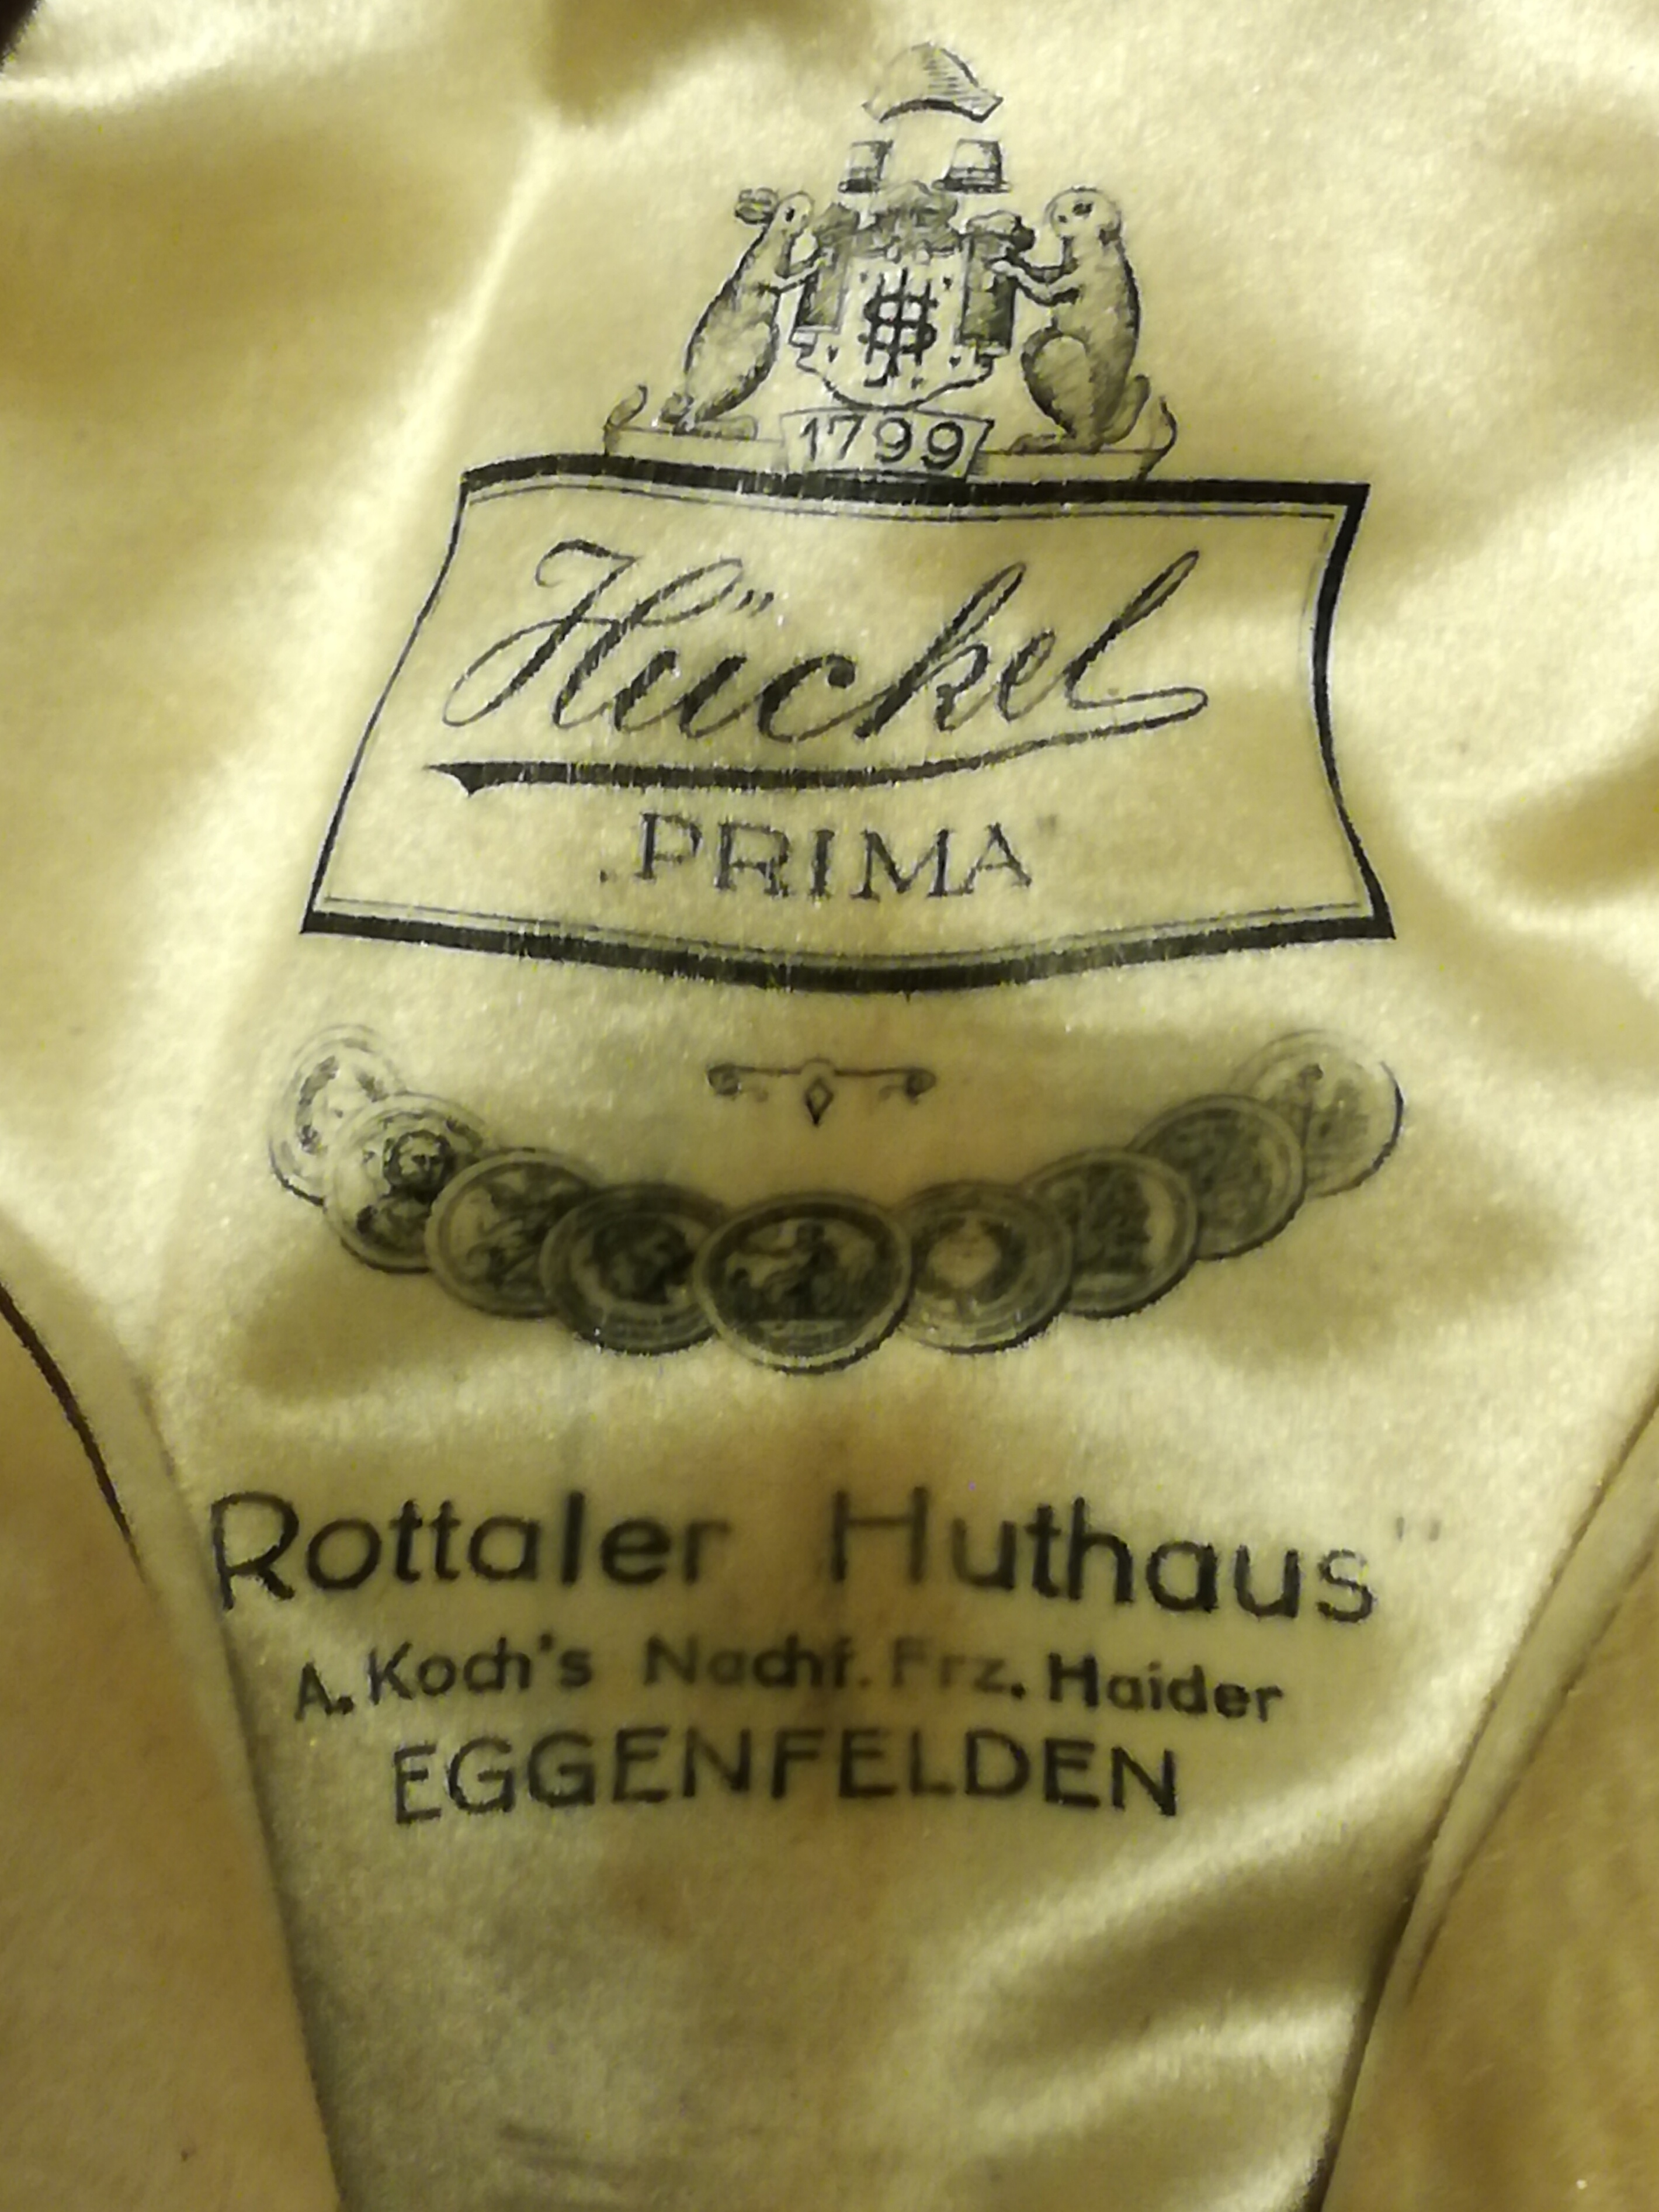 1799
Hückel
„PRIMA"
Rottaler Huthaus"
A. Koch's Nachf. Frz. Haider
EGGENFELDEN